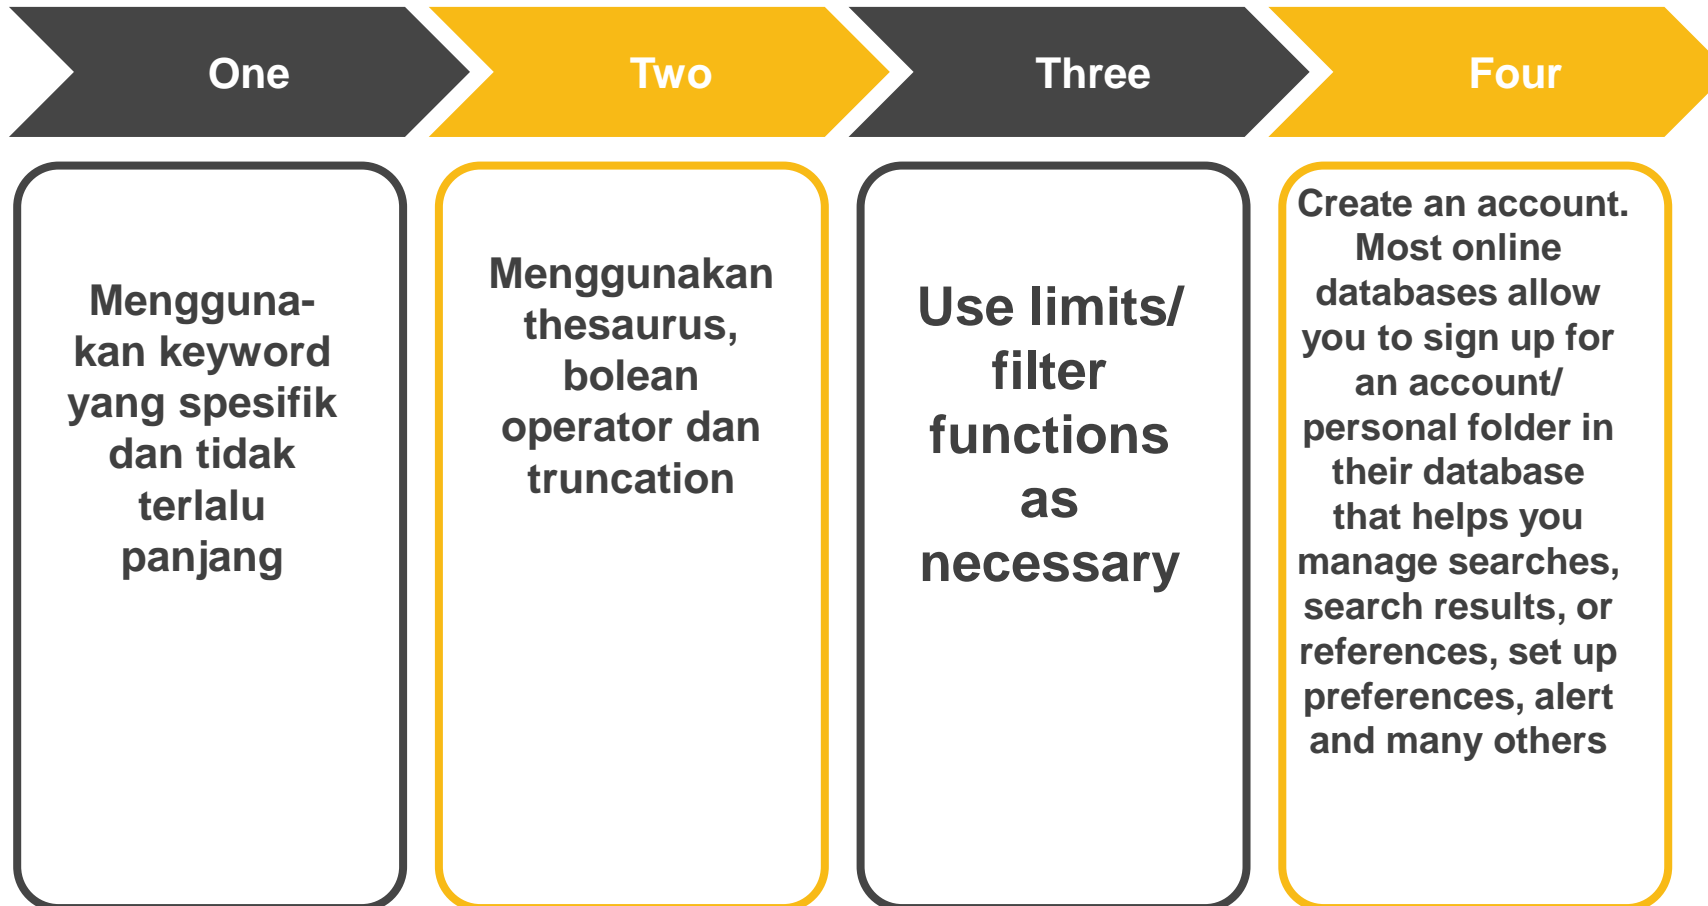 One
Two
Three
Four
Mengguna-
kan keyword
yang spesifik
dan tidak
terlalu
panjang
Menggunakan
thesaurus,
bolean
operator dan
truncation
Use limits/
filter
functions
as
necessary
Create an account.
Most online
databases allow
you to sign up for
an account/
personal folder in
their database
that helps you
manage searches,
search results, or
references, set up
preferences, alert
and many others